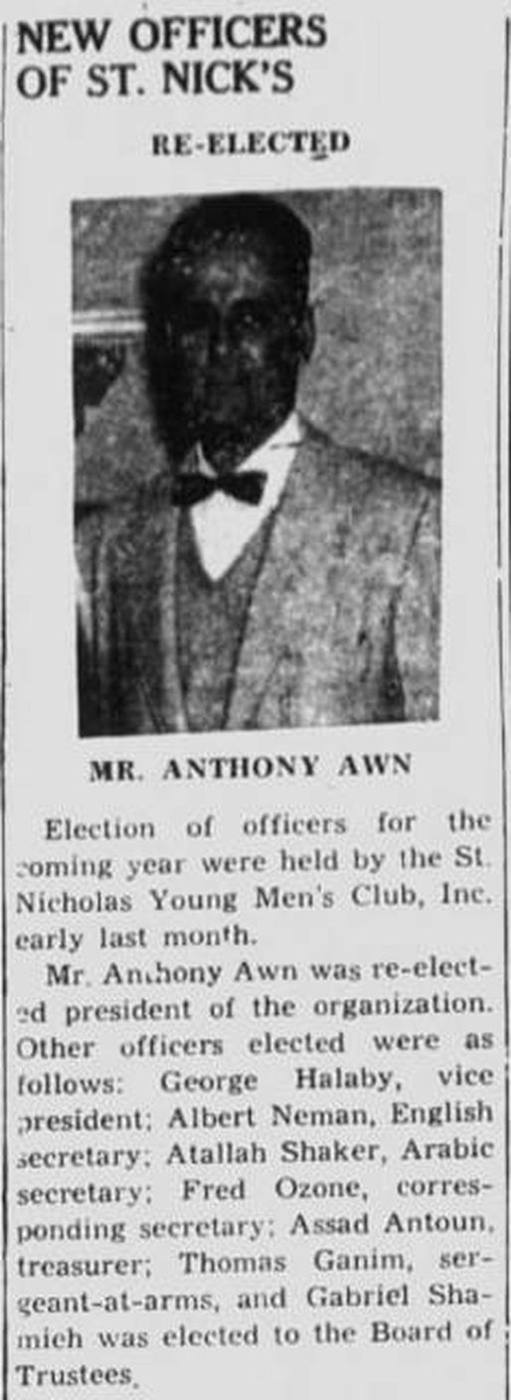 NEW OFFICERS
OF ST. NICK'S
RE-ELECTED
MR. ANTHONY AWN
Election of officers for the
coming year were held by the St.
Nicholas Young Men's Club, Inc.
early last month.
Mr. Anthony Awn was re-elect-
ed president of the organization.
Other officers elected were as
follows: George Halaby, vice
president; Albert Neman, English
secretary; Atallah Shaker, Arabic
secretary; Fred Ozone, corres-
ponding secretary; Assad Antoun,
treasurer; Thomas Ganim, ser-
geant-at-arms, and Gabriel Sha-
mich was elected to the Board of
Trustees.